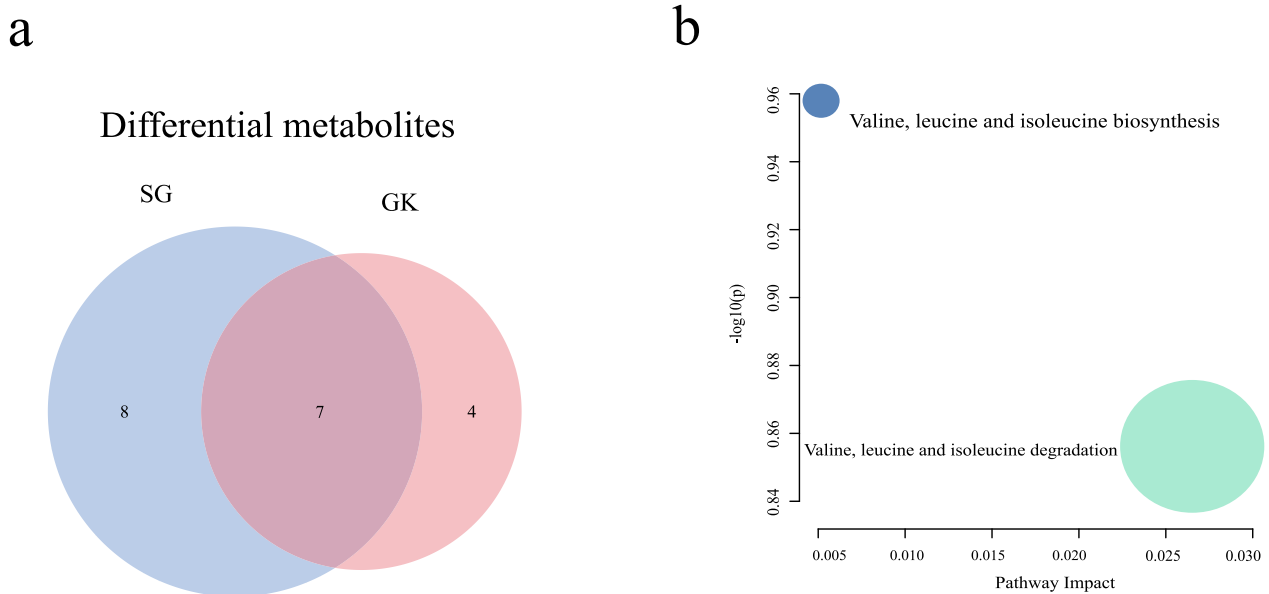 a
Differential metabolites
SG
GK
8
7
4
b
0.96
0.94
0.92
0.90
0.88
0.86
0.84
-log10(p)
Valine, leucine and isoleucine biosynthesis
Valine, leucine and isoleucine degradation
0.005 0.010 0.015 0.020 0.025 0.030
Pathway Impact